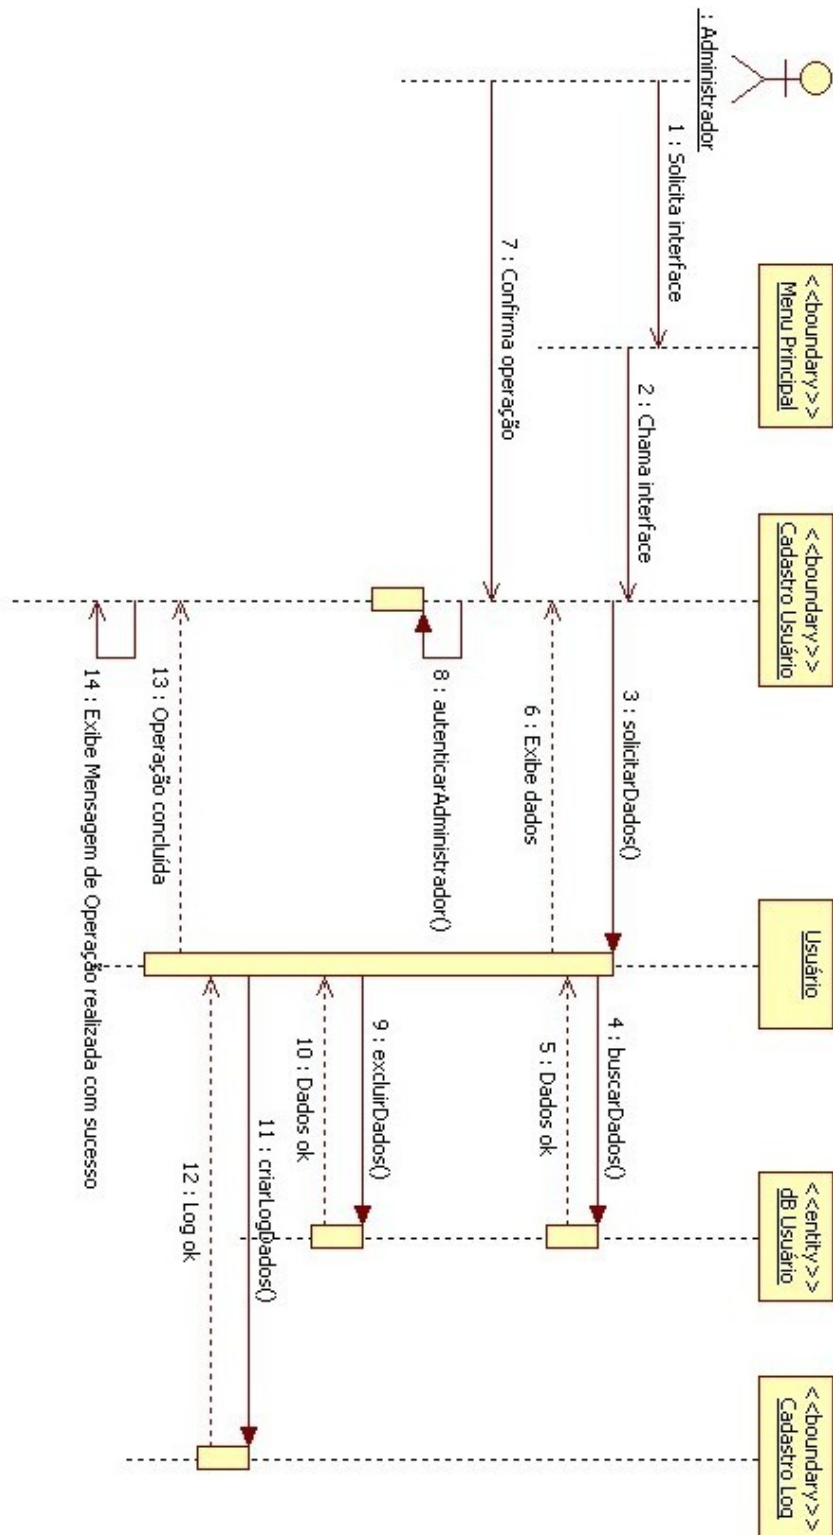 : Administrador
<<boundary>>
Menu Principal
<<boundary>>
Cadastro Usuário
Usuário
<<entity>>
dB Usuário
<<boundary>>
Cadastro Log
1 : Solicita interface
2 : Chama interface
3 : solicitarDados()
4 : buscarDados()
5 : Dados ok
6 : Exibe dados
7 : Confirma operação
8 : autenticarAdministrador()
9 : excluirDados()
10 : Dados ok
11 : criarLogDados()
12 : Log ok
13 : Operação concluída
14 : Exibe Mensagem de Operação realizada com sucesso